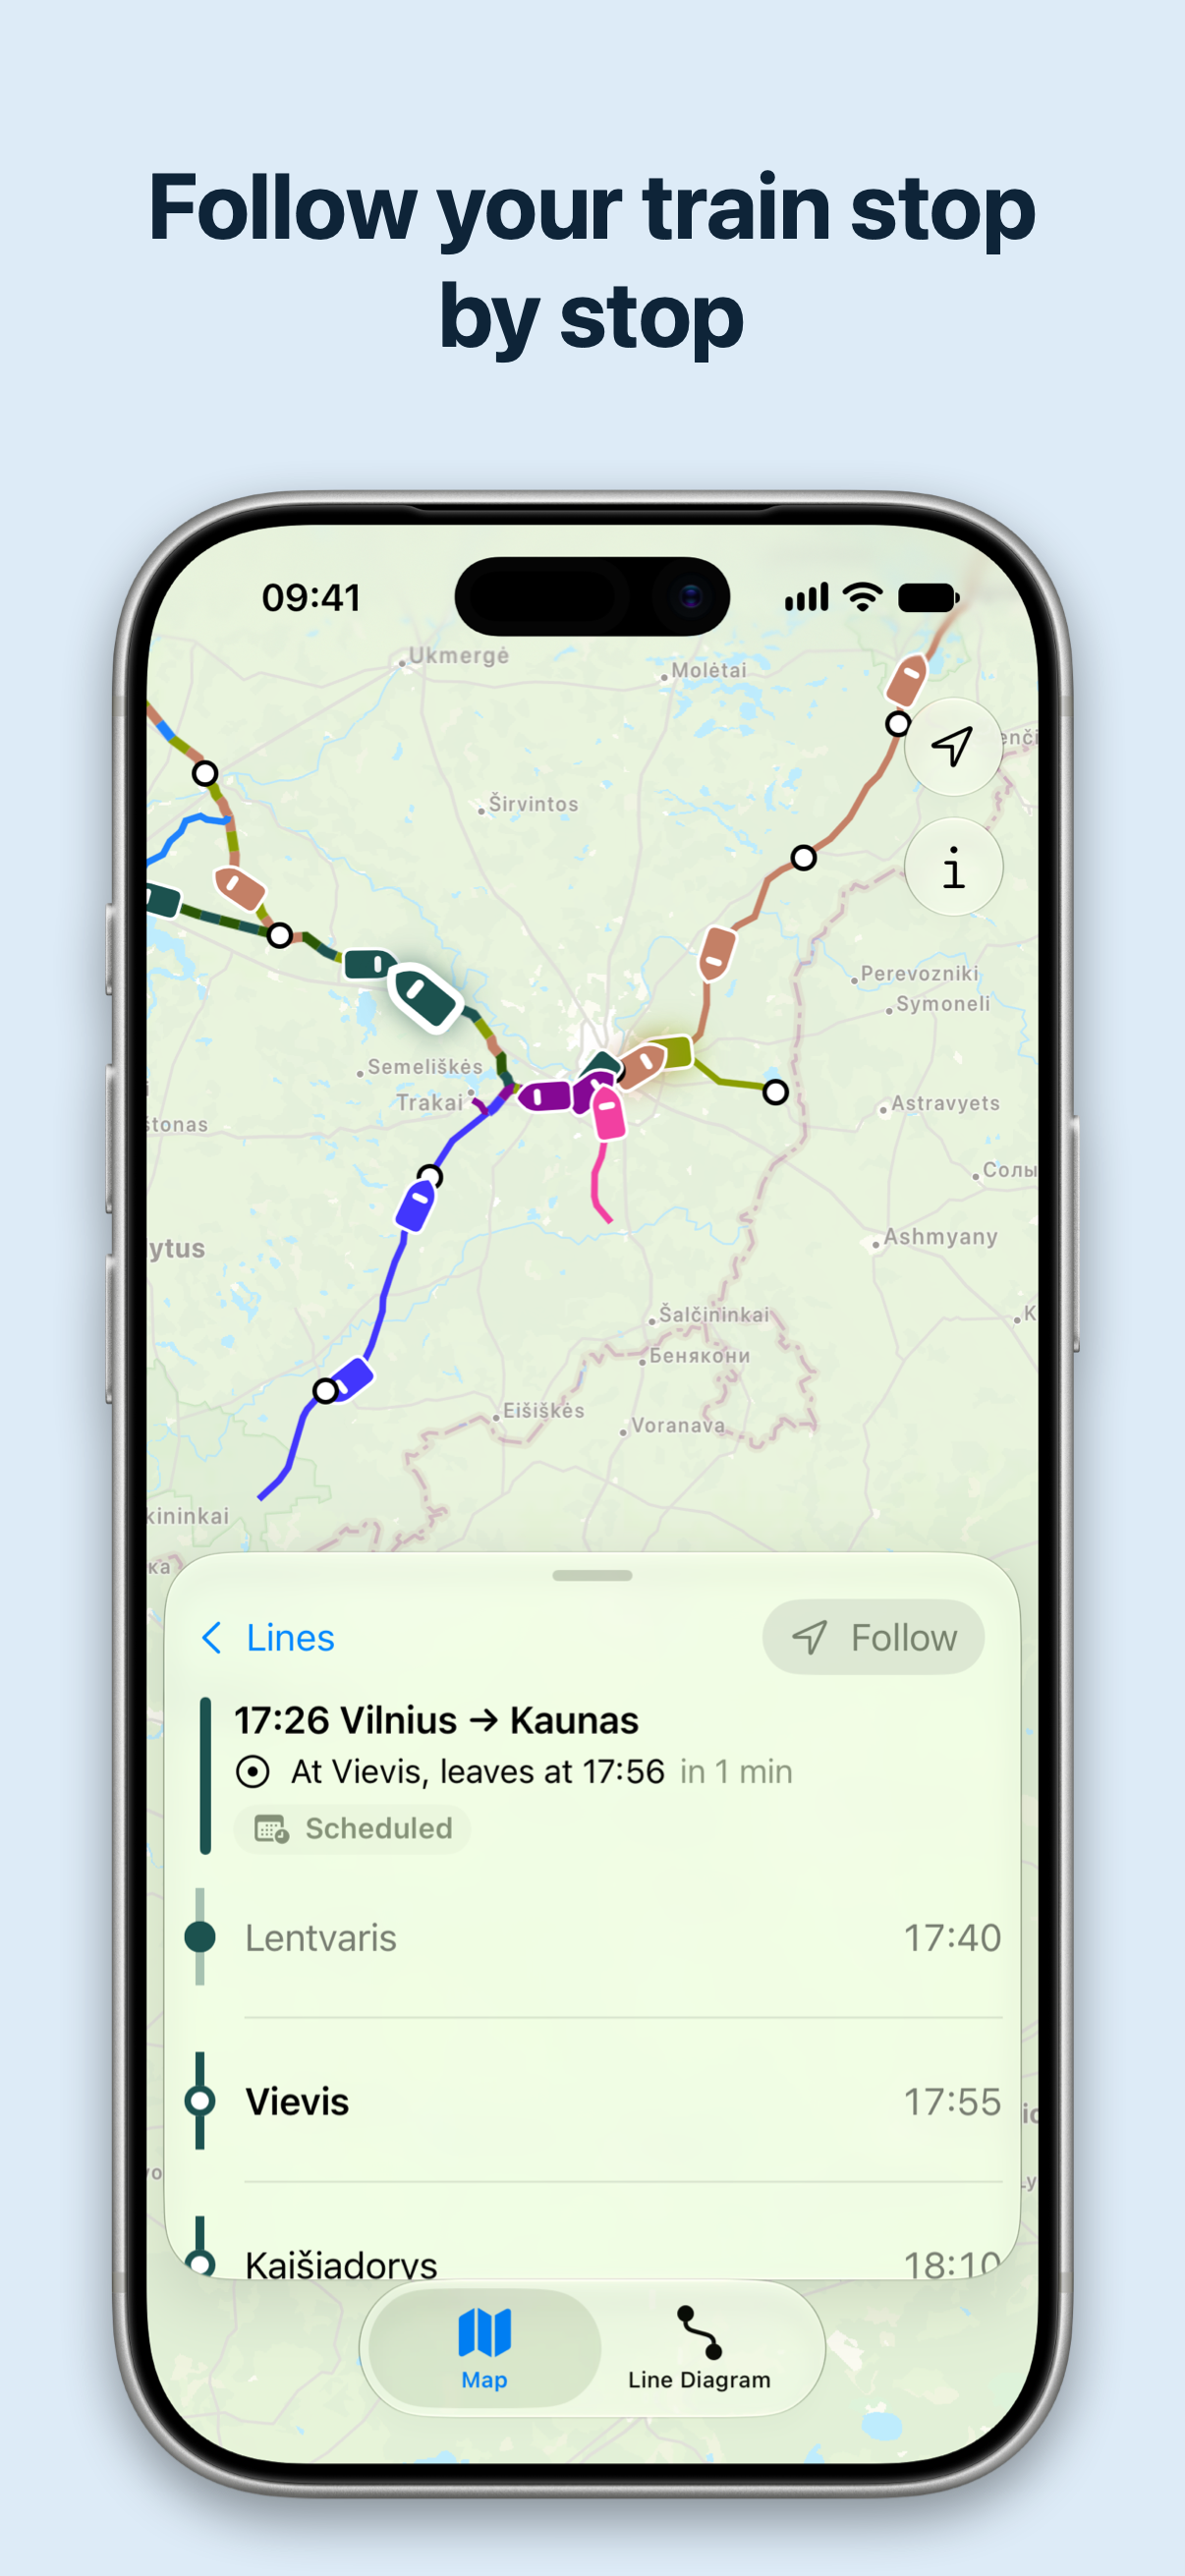 Follow your train stop
by stop
09:41
Ukmergė
Molėtai
Širvintos
Perevozniki
Symoneli
Semeliškės
Trakai
Astravyets
Ashmyany
ytus
Šalčininkai
Бенякони
Eišiškės
Voranava
kininkai
Lines
Follow
17:26 Vilnius → Kaunas
At Vievis, leaves at 17:56 in 1 min
Scheduled
Lentvaris 17:40
Vievis 17:55
Kaišiadorys 18:10
Map
Line Diagram